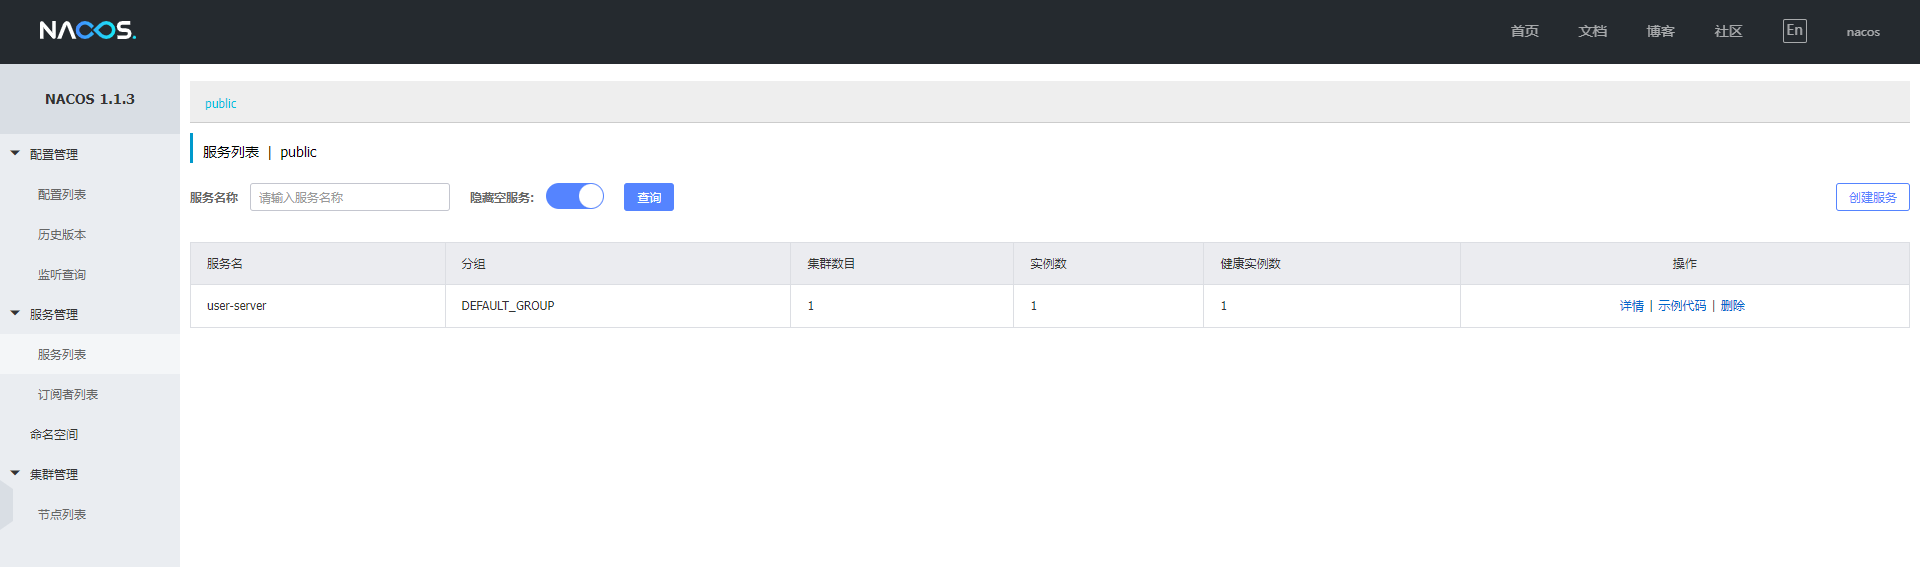 NACOS.
首页 文档 博客 社区 En nacos
NACOS 1.1.3
配置管理
配置列表
历史版本
监听查询
服务管理
服务列表
订阅者列表
命名空间
集群管理
节点列表
public
服务列表 | public
服务名称 请输入服务名称 隐藏空服务: 查询 创建服务
服务名 分组 集群数目 实例数 健康实例数 操作
user-server DEFAULT_GROUP 1 1 1 详情 | 示例代码 | 删除